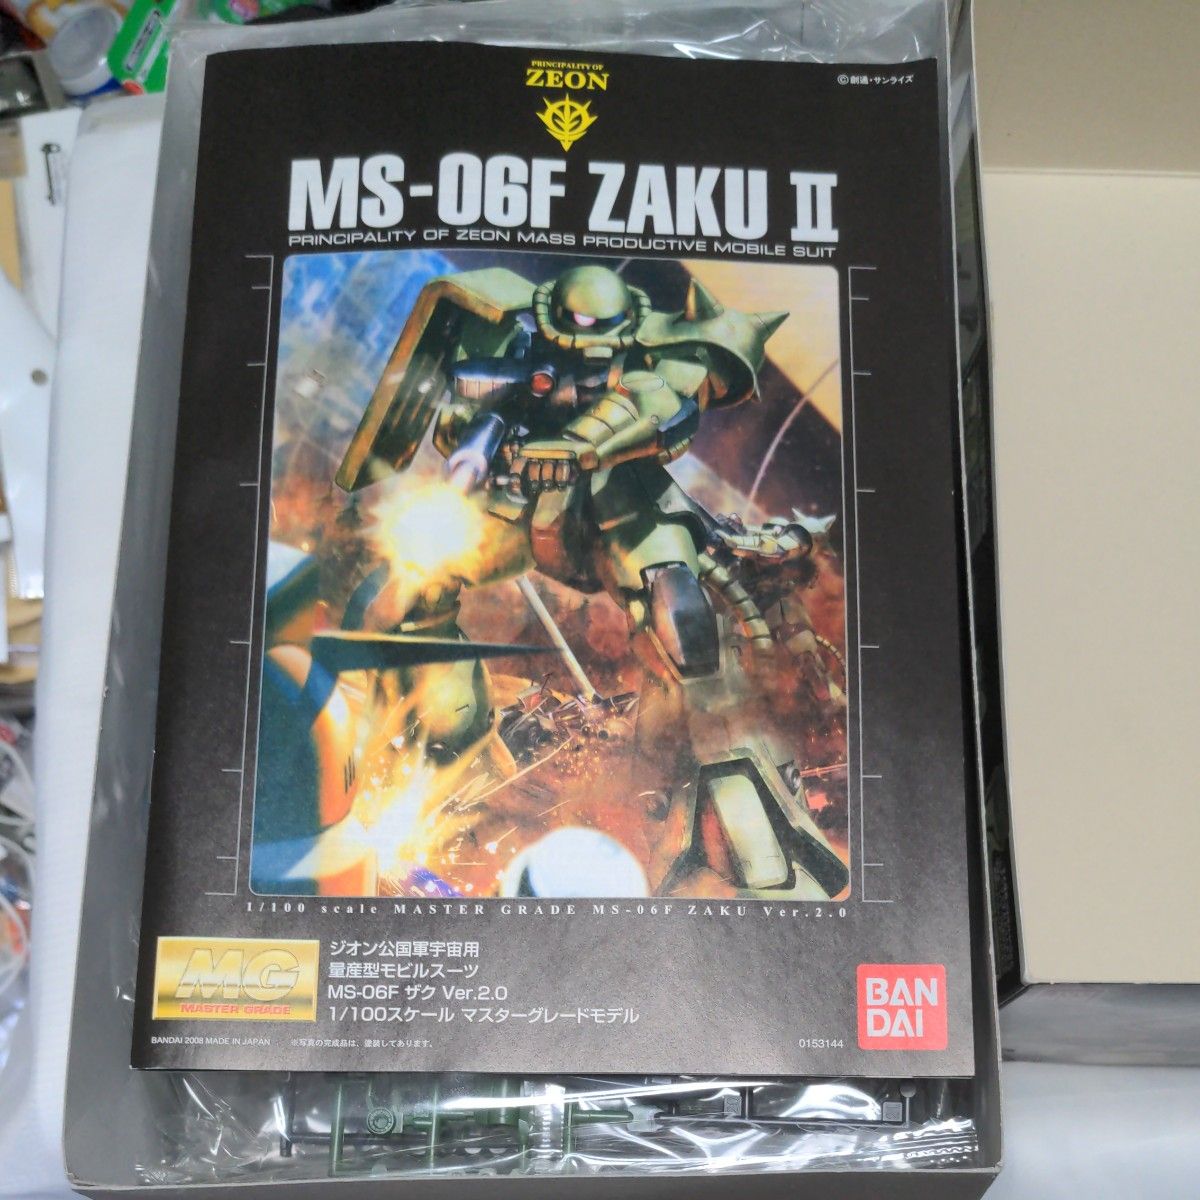 PRINCIPALITY OF
ZEON
©創通・サンライズ
MS-06F ZAKU II
PRINCIPALITY OF ZEON MASS PRODUCTIVE MOBILE SUIT
1/100 scale MASTER GRADE MS-06F ZAKU Ver.2.0
MG
MASTER GRADE
ジオン公国軍宇宙用
量産型モビルスーツ
MS-06F ザク Ver.2.0
1/100スケール マスターグレードモデル
BAN
DAI
BANDAI 2008 MADE IN JAPAN ※写真の完成品は、塗装してあります。
0153144